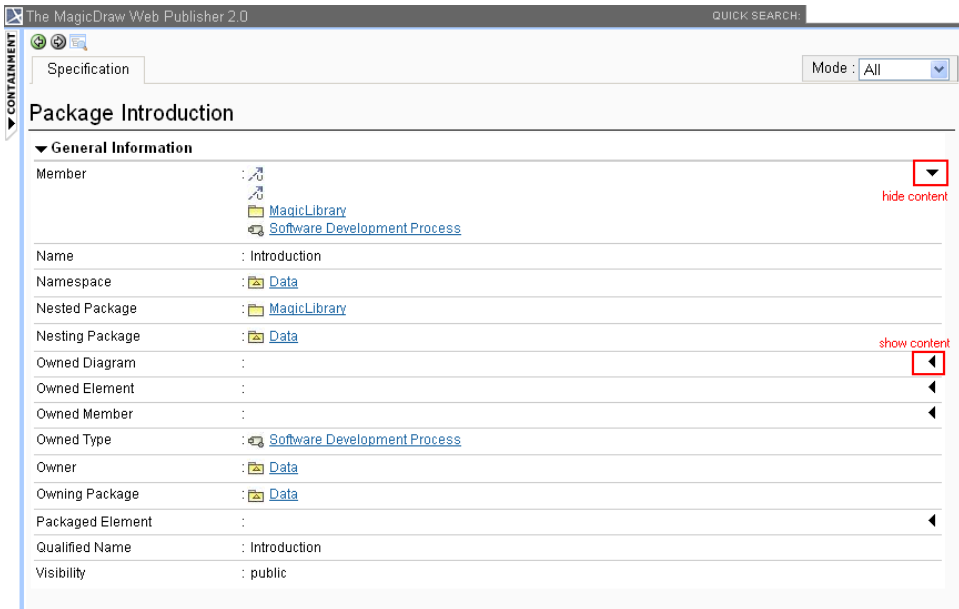 The MagicDraw Web Publisher 2.0 QUICK SEARCH:
CONTAINMENT
Specification Mode : All
Package Introduction
General Information
Member :
hide content
MagicLibrary
Software Development Process
Name : Introduction
Namespace : Data
Nested Package : MagicLibrary
Nesting Package : Data
show content
Owned Diagram :
Owned Element :
Owned Member :
Owned Type : Software Development Process
Owner : Data
Owning Package : Data
Packaged Element :
Qualified Name : Introduction
Visibility : public